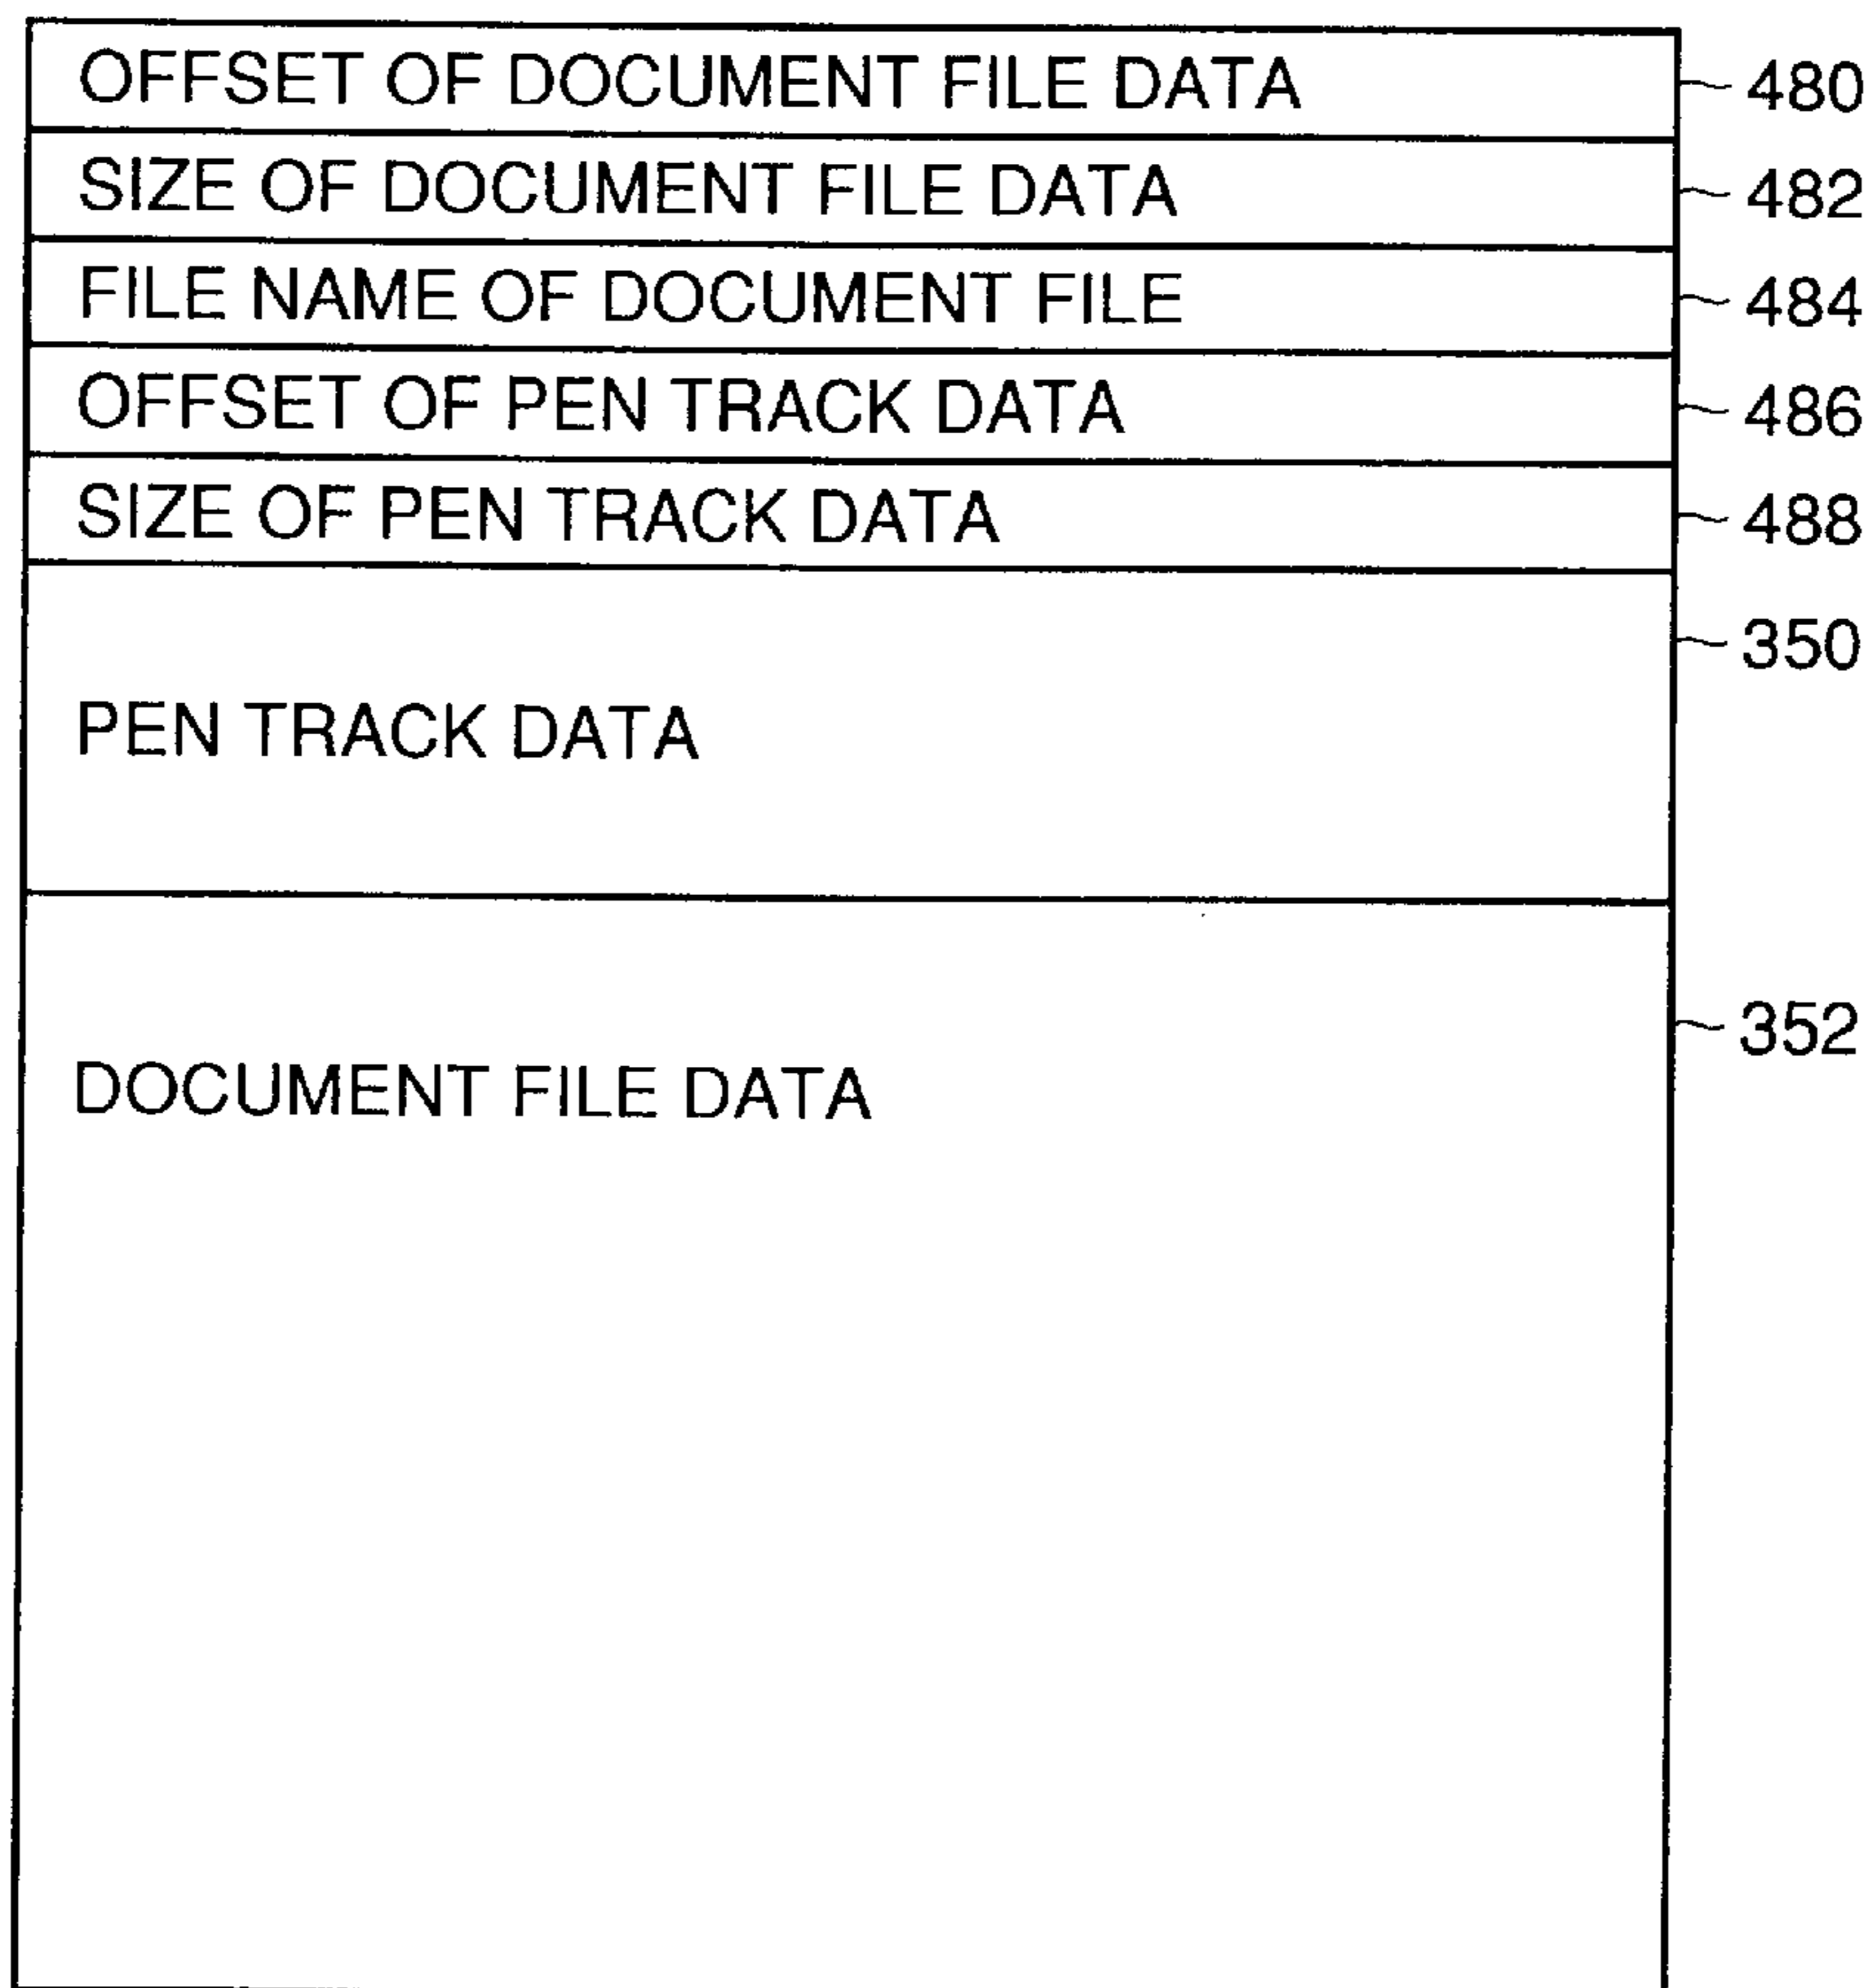 OFFSET OF DOCUMENT FILE DATA 480
SIZE OF DOCUMENT FILE DATA 482
FILE NAME OF DOCUMENT FILE 484
OFFSET OF PEN TRACK DATA 486
SIZE OF PEN TRACK DATA 488
350
PEN TRACK DATA
352
DOCUMENT FILE DATA